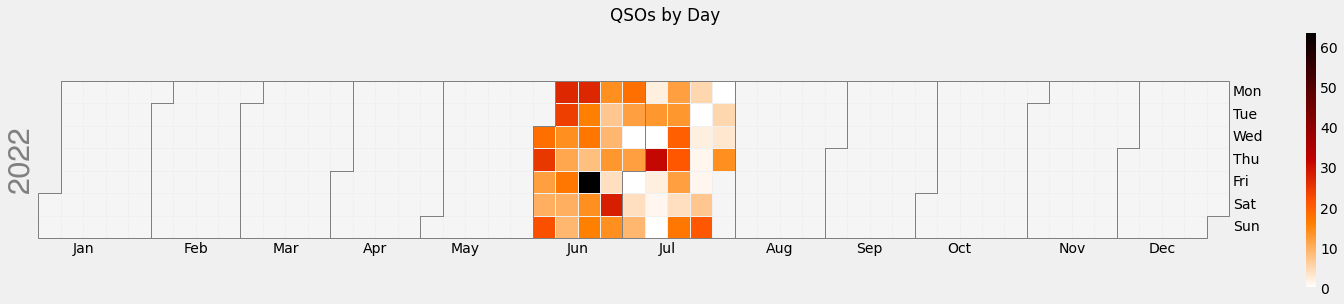 QSOs by Day
2022
Mon
Tue
Wed
Thu
Fri
Sat
Sun
Jan Feb Mar Apr May Jun Jul Aug Sep Oct Nov Dec
60
50
40
30
20
10
0